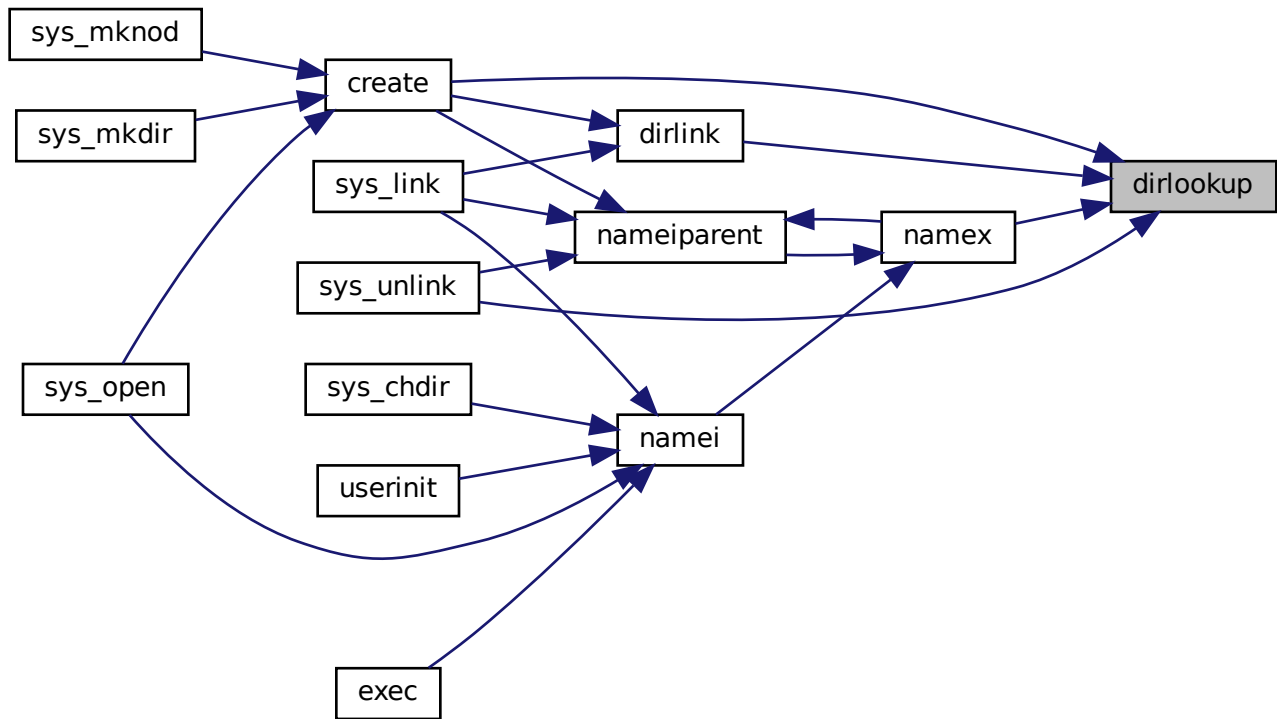 sys_mknod
create
sys_mkdir
dirlink
sys_link
dirlookup
nameiparent
namex
sys_unlink
sys_open
sys_chdir
namei
userinit
exec